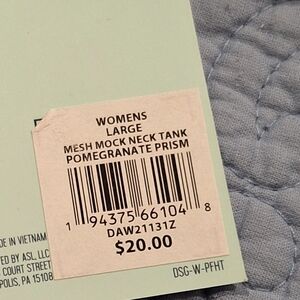 WOMENS
LARGE
MESH MOCK NECK TANK
POMEGRANATE PRISM
1 94375 66104 8
DAW21131Z
$20.00
DE IN VIETNAM
ED BY ASL, LLC
COURT STREET
POLIS, PA 15108
DSG-W-PFHT